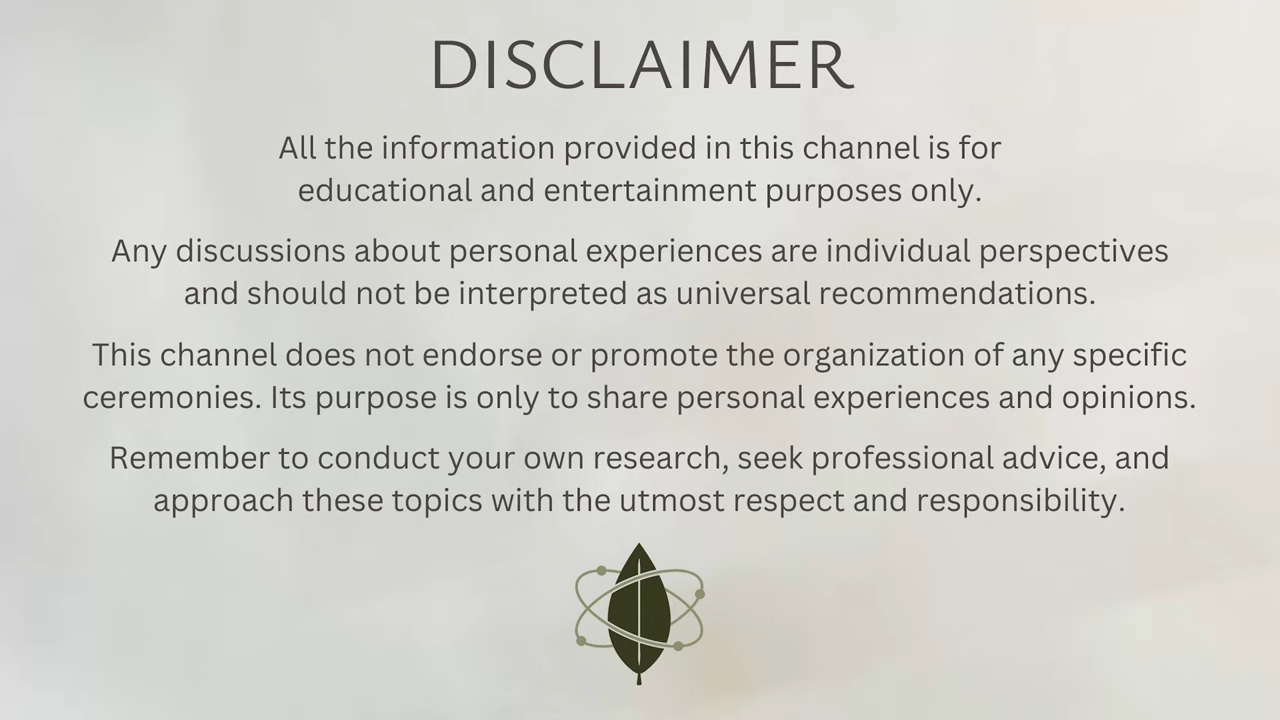 DISCLAIMER
All the information provided in this channel is for
educational and entertainment purposes only.
Any discussions about personal experiences are individual perspectives
and should not be interpreted as universal recommendations.
This channel does not endorse or promote the organization of any specific
ceremonies. Its purpose is only to share personal experiences and opinions.
Remember to conduct your own research, seek professional advice, and
approach these topics with the utmost respect and responsibility.